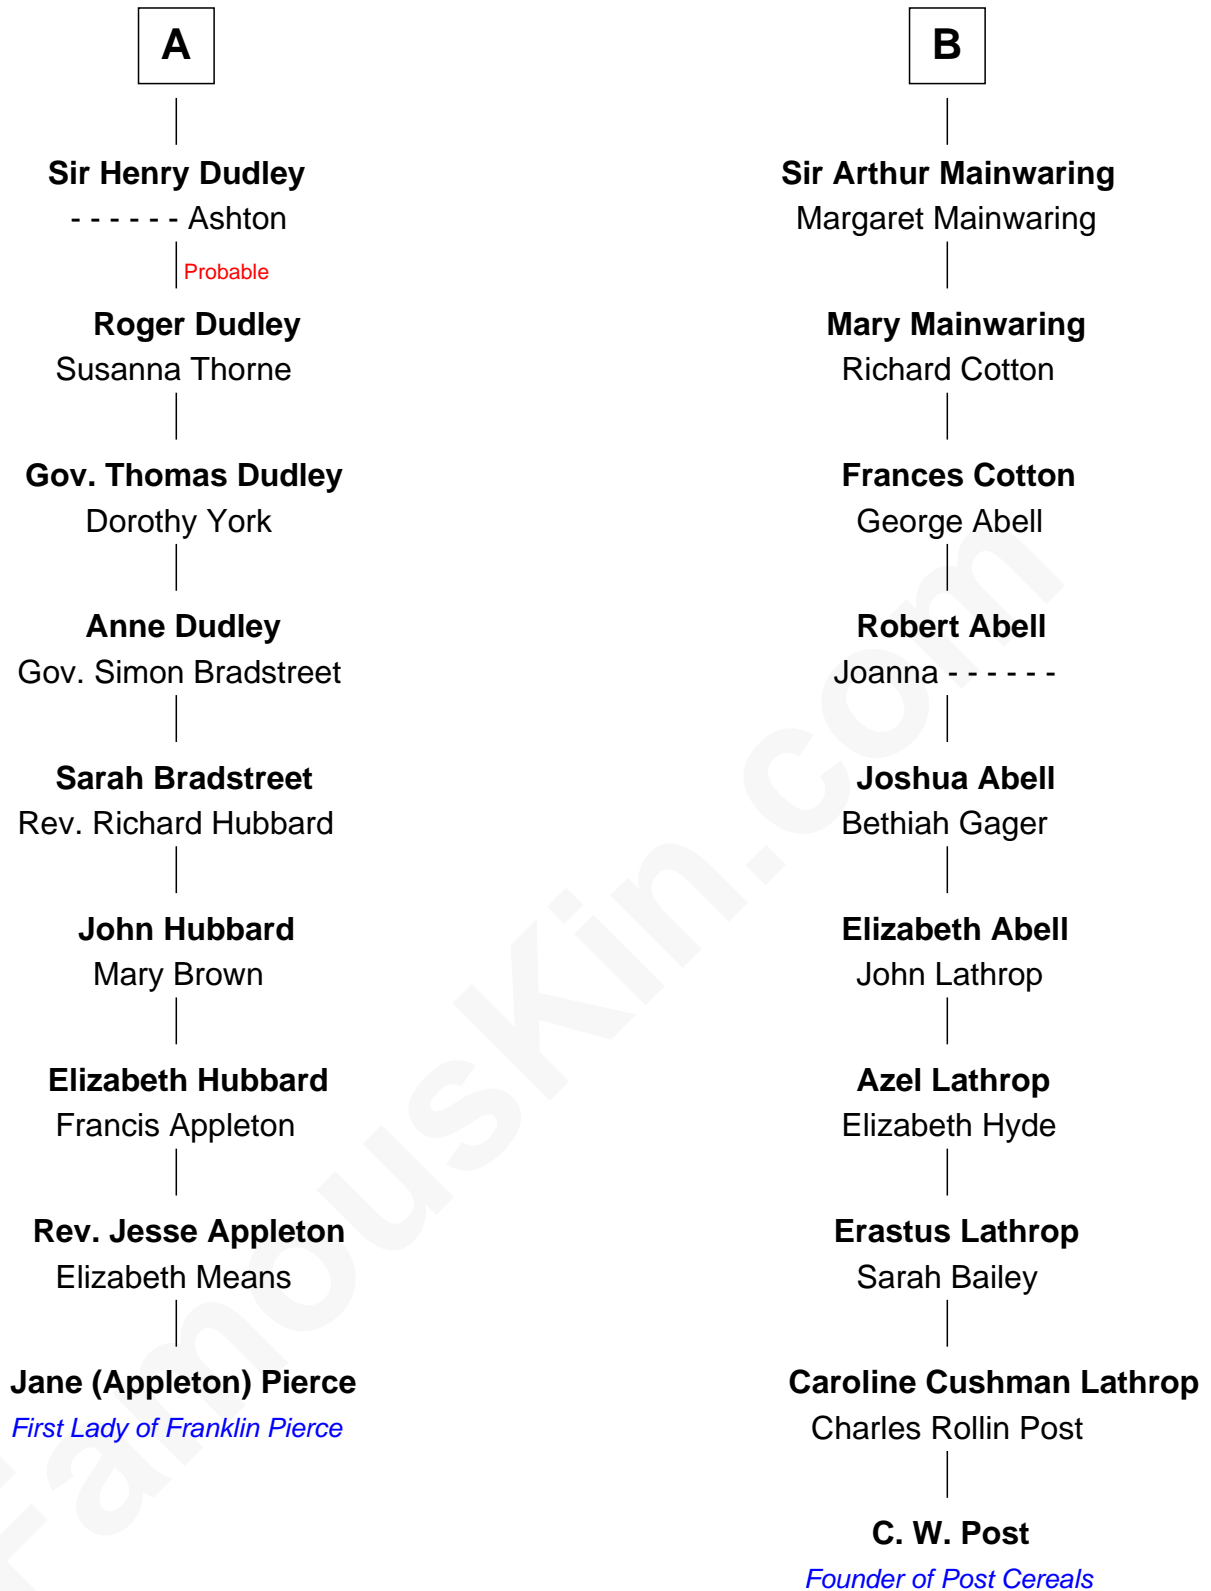 A
Sir Henry Dudley
- - - - - - Ashton
Probable
Roger Dudley
Susanna Thorne
Gov. Thomas Dudley
Dorothy York
Anne Dudley
Gov. Simon Bradstreet
Sarah Bradstreet
Rev. Richard Hubbard
John Hubbard
Mary Brown
Elizabeth Hubbard
Francis Appleton
Rev. Jesse Appleton
Elizabeth Means
Jane (Appleton) Pierce
First Lady of Franklin Pierce
B
Sir Arthur Mainwaring
Margaret Mainwaring
Mary Mainwaring
Richard Cotton
Frances Cotton
George Abell
Robert Abell
Joanna - - - - - -
Joshua Abell
Bethiah Gager
Elizabeth Abell
John Lathrop
Azel Lathrop
Elizabeth Hyde
Erastus Lathrop
Sarah Bailey
Caroline Cushman Lathrop
Charles Rollin Post
C. W. Post
Founder of Post Cereals
FamousKin.com